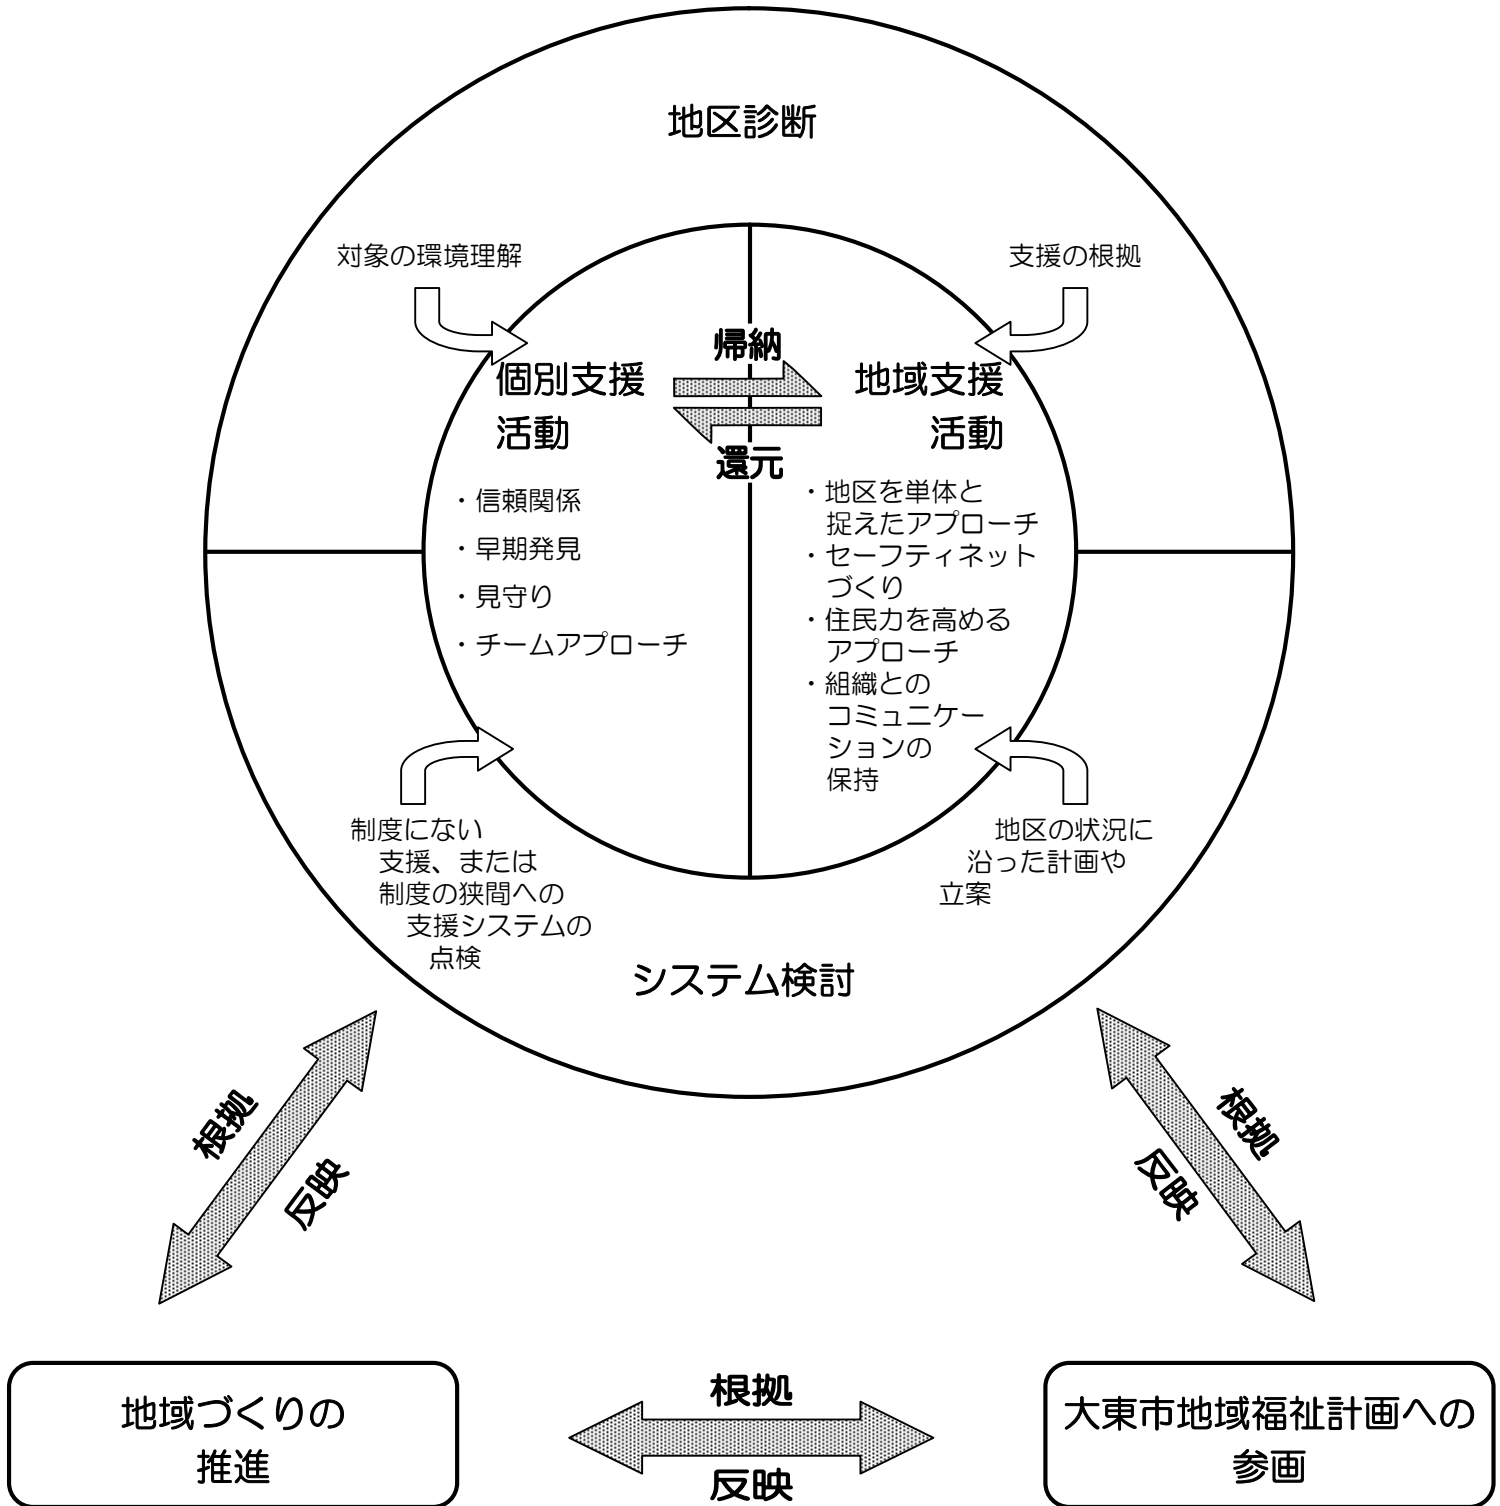 地区診断
対象の環境理解
支援の根拠
帰納
個別支援
活動
地域支援
活動
還元
・信頼関係
・早期発見
・見守り
・チームアプローチ
・地区を単体と
捉えたアプローチ
・セーフティネット
づくり
・住民力を高める
アプローチ
・組織との
コミュニケー
ションの
保持
制度にない
支援、または
制度の狭間への
支援システムの
点検
地区の状況に
沿った計画や
立案
システム検討
根拠
反映
根拠
反映
地域づくりの
推進
根拠
反映
大東市地域福祉計画への
参画